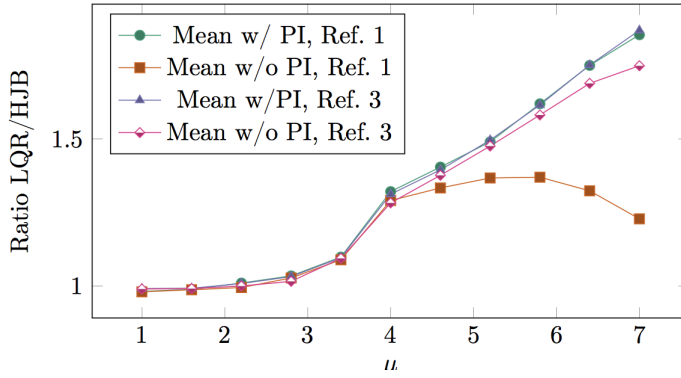 Mean w/ PI, Ref. 1
Mean w/o PI, Ref. 1
Mean w/PI, Ref. 3
Mean w/o PI, Ref. 3
Ratio LQR/HJB
1.5
1
1 2 3 4 5 6 7
μ